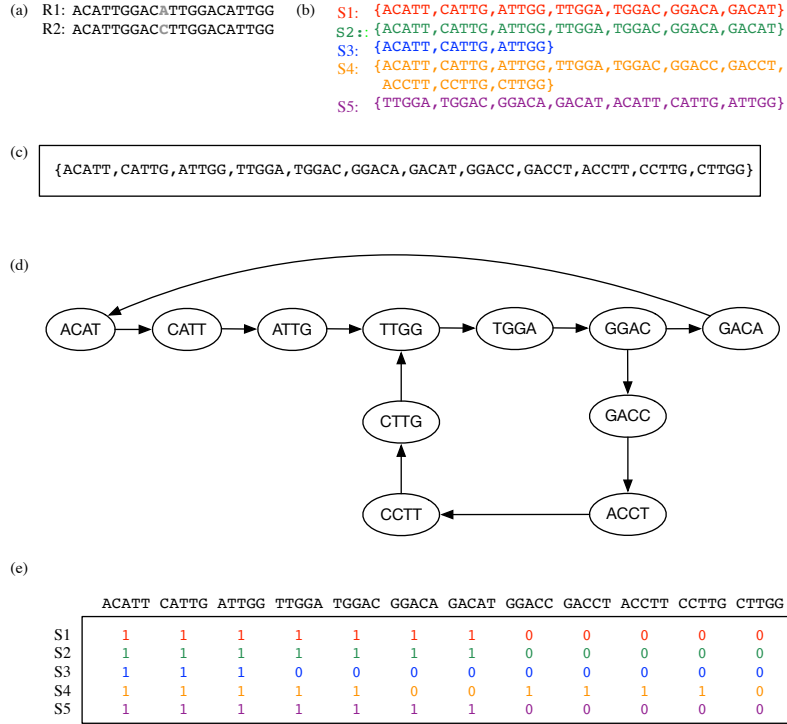 (a) R1: ACATTGGACATTGGACATTGG
R2: ACATTGGACCTTGGACATTGG
(b) S1: {ACATT,CATTG,ATTGG,TTGGA,TGGAC,GGACA,GACAT}
S2: {ACATT,CATTG,ATTGG,TTGGA,TGGAC,GGACA,GACAT}
S3: {ACATT,CATTG,ATTGG}
S4: {ACATT,CATTG,ATTGG,TTGGA,TGGAC,GGACC,GACCT,
ACCTT,CCTTG,CTTGG}
S5: {TTGGA,TGGAC,GGACA,GACAT,ACATT,CATTG,ATTGG}
(c)
{ACATT,CATTG,ATTGG,TTGGA,TGGAC,GGACA,GACAT,GGACC,GACCT,ACCTT,CCTTG,CTTGG}
(d)
ACAT CATT ATTG TTGG TGGA GGAC GACA
CTTG GACC
CCTT ACCT
(e)
ACATT CATTG ATTGG TTGGA TGGAC GGACA GACAT GGACC GACCT ACCTT CCTTG CTTGG
S1 1 1 1 1 1 1 1 0 0 0 0 0
S2 1 1 1 1 1 1 1 0 0 0 0 0
S3 1 1 1 0 0 0 0 0 0 0 0 0
S4 1 1 1 1 1 0 0 1 1 1 1 0
S5 1 1 1 1 1 1 1 0 0 0 0 0